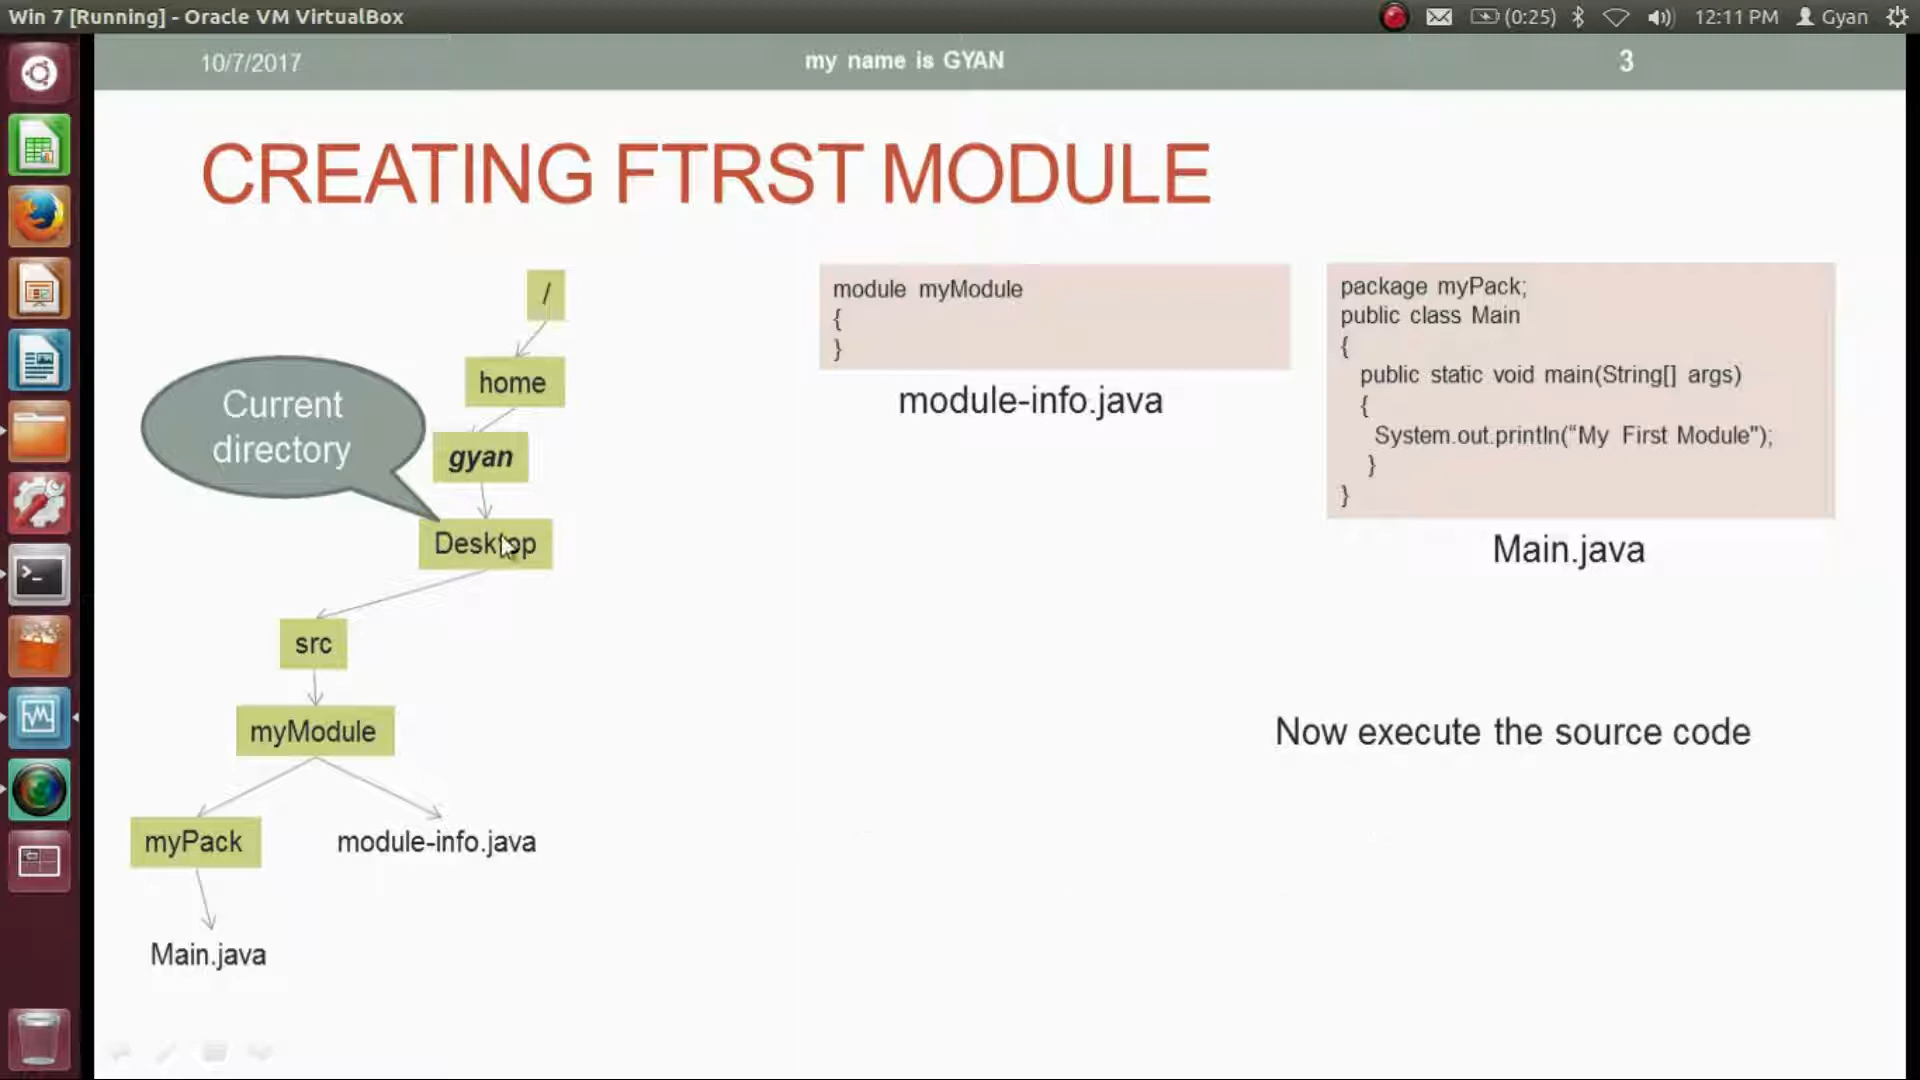 Win 7 [Running] - Oracle VM VirtualBox
(0:25)
12:11 PM
Gyan
10/7/2017
my name is GYAN
3
CREATING FTRST MODULE
/
home
Current
directory
gyan
Desktop
src
myModule
myPack
module-info.java
Main.java
module myModule
{
}
module-info.java
package myPack;
public class Main
{
public static void main(String[] args)
{
System.out.println(“My First Module");
}
}
Main.java
Now execute the source code